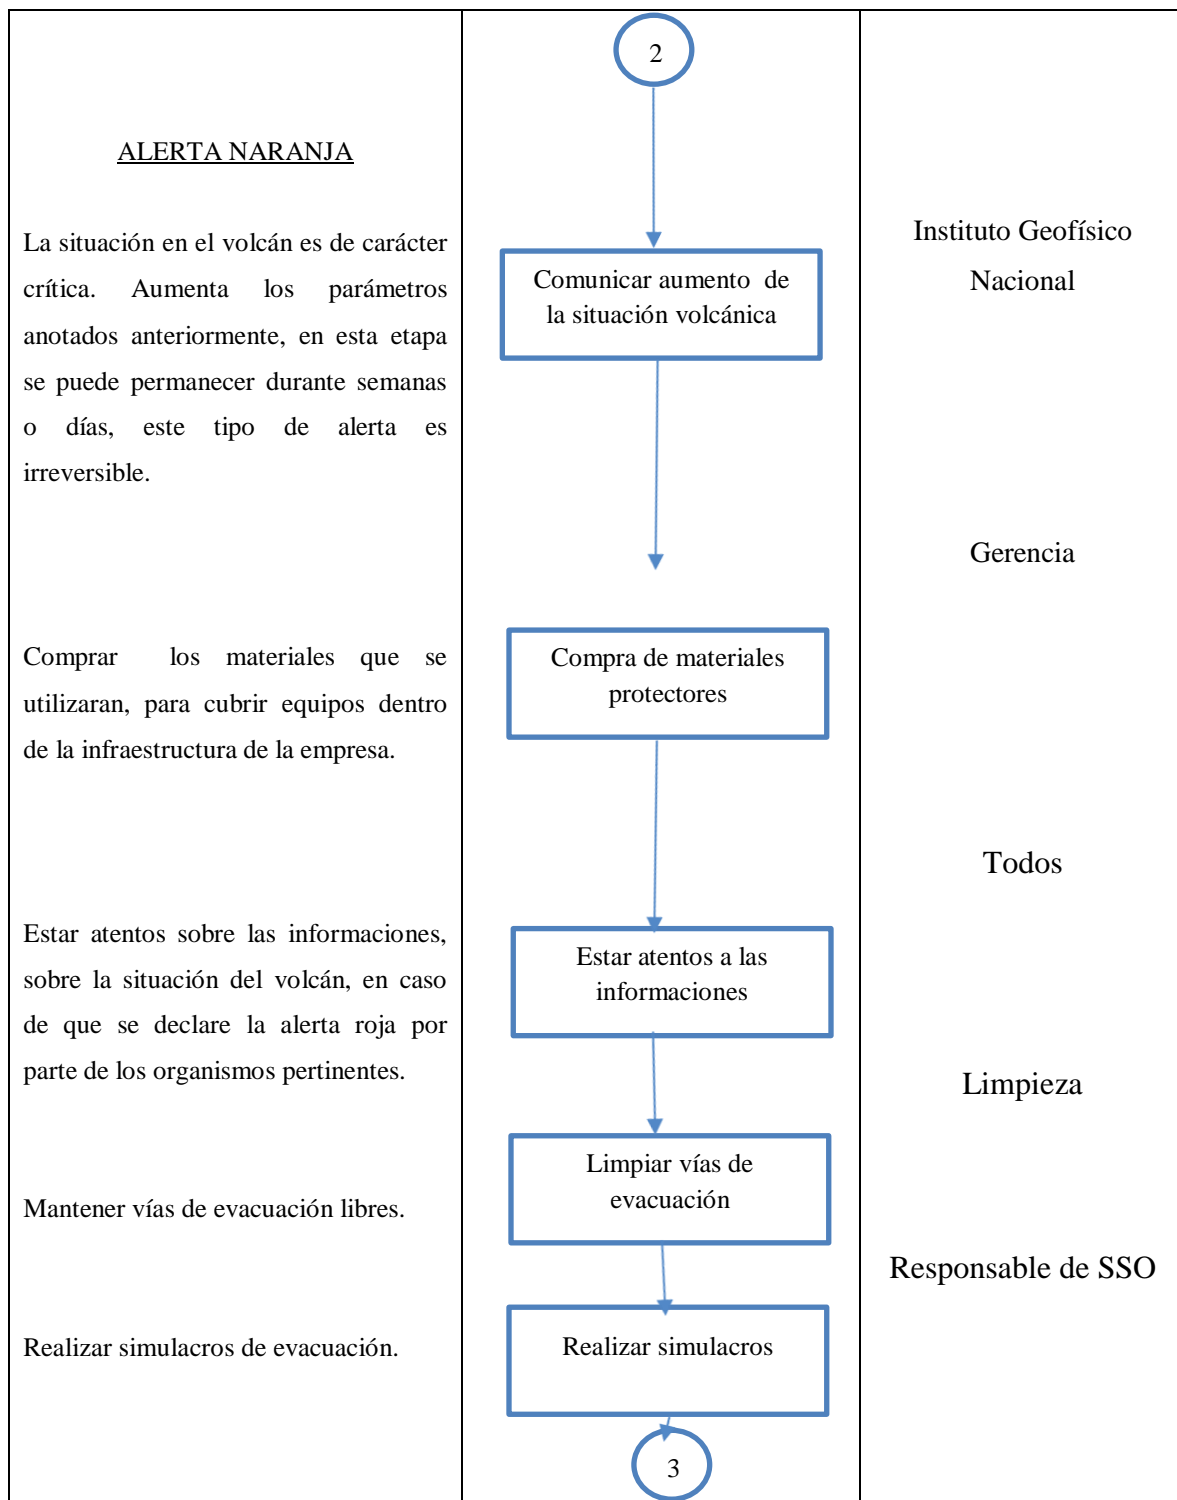 2
ALERTA NARANJA
La situación en el volcán es de carácter
crítica. Aumenta los parámetros
anotados anteriormente, en esta etapa
se puede permanecer durante semanas
o días, este tipo de alerta es
irreversible.
Comunicar aumento de
la situación volcánica
Instituto Geofísico
Nacional
Gerencia
Comprar los materiales que se
utilizaran, para cubrir equipos dentro
de la infraestructura de la empresa.
Compra de materiales
protectores
Todos
Estar atentos sobre las informaciones,
sobre la situación del volcán, en caso
de que se declare la alerta roja por
parte de los organismos pertinentes.
Estar atentos a las
informaciones
Limpieza
Mantener vías de evacuación libres.
Limpiar vías de
evacuación
Responsable de SSO
Realizar simulacros de evacuación.
Realizar simulacros
3